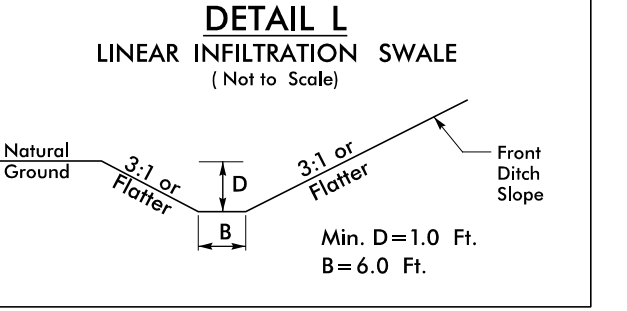 DETAIL L
LINEAR INFILTRATION SWALE
( Not to Scale)
Natural
Ground
3:1 or
Flatter
D
3:1 or
Flatter
Front
Ditch
Slope
B
Min. D=1.0 Ft.
B=6.0 Ft.